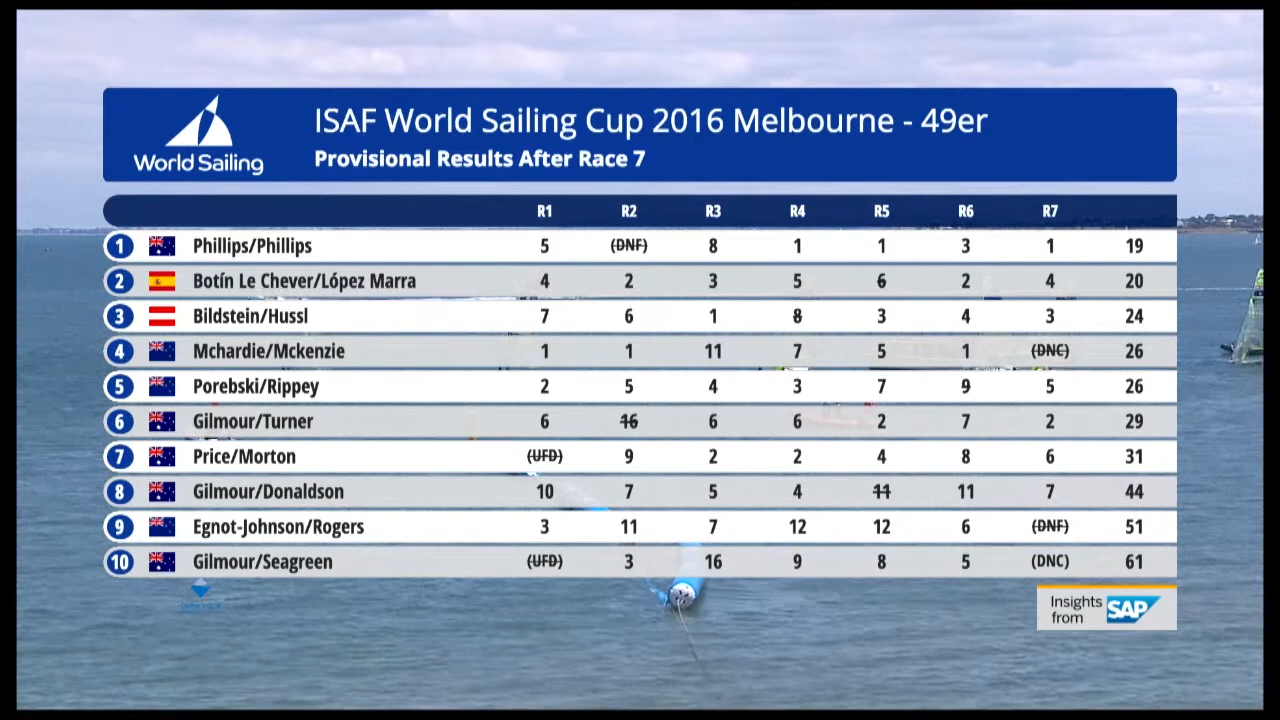 ISAF World Sailing Cup 2016 Melbourne - 49er
World Sailing
Provisional Results After Race 7
R1 R2 R3 R4 R5 R6 R7
1 Phillips/Phillips 5 (DNF) 8 1 1 3 1 19
2 Botín Le Chever/López Marra 4 2 3 5 6 2 4 20
3 Bildstein/Hussl 7 6 1 8 3 4 3 24
4 Mchardie/Mckenzie 1 1 11 7 5 1 (DNC) 26
5 Porebski/Rippey 2 5 4 3 7 9 5 26
6 Gilmour/Turner 6 16 6 6 2 7 2 29
7 Price/Morton (UFD) 9 2 2 4 8 6 31
8 Gilmour/Donaldson 10 7 5 4 11 11 7 44
9 Egnot-Johnson/Rogers 3 11 7 12 12 6 (DNF) 51
10 Gilmour/Seagreen (UFD) 3 16 9 8 5 (DNC) 61
Insights from SAP